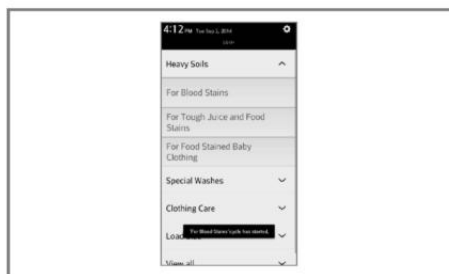 4:12 PM Tue Sep 2, 2014
Heavy Soils
For Blood Stains
For Tough Juice and Food
Stains
For Food Stained Baby
Clothing
Special Washes
Clothing Care
For Blood Stains' cycle has started.
View all